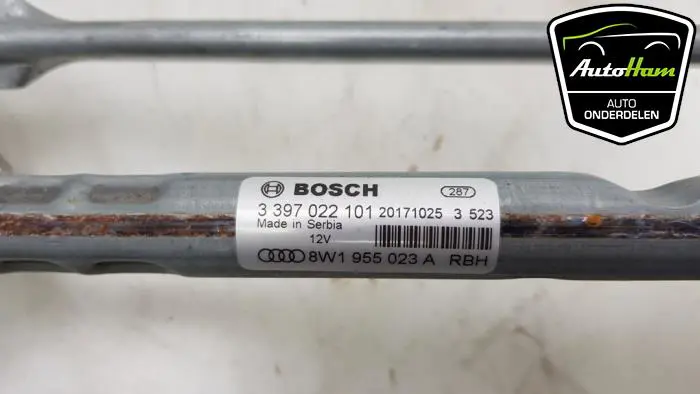 AutoHam
AUTO
ONDERDELEN
BOSCH 287
3 397 022 101 20171025 3 523
Made in Serbia
12V
8W1 955 023 A RBH